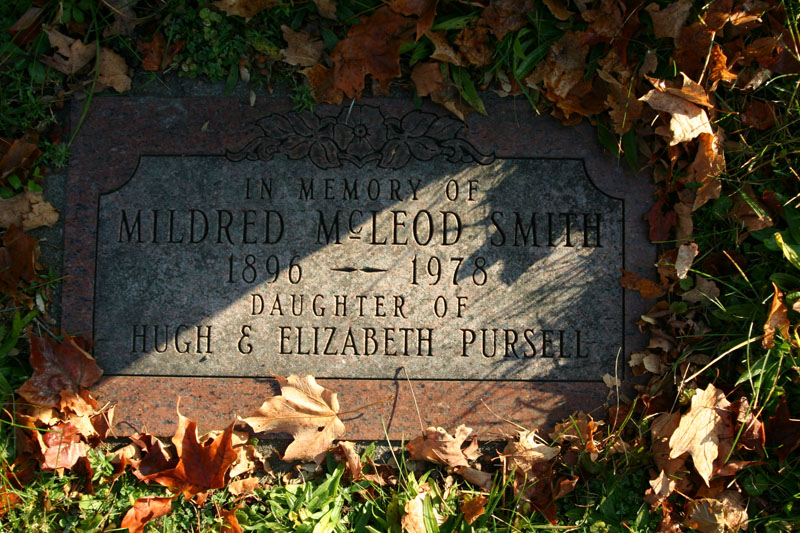 IN MEMORY OF
MILDRED McLEOD SMITH
1896 – 1978
DAUGHTER OF
HUGH & ELIZABETH PURSELL